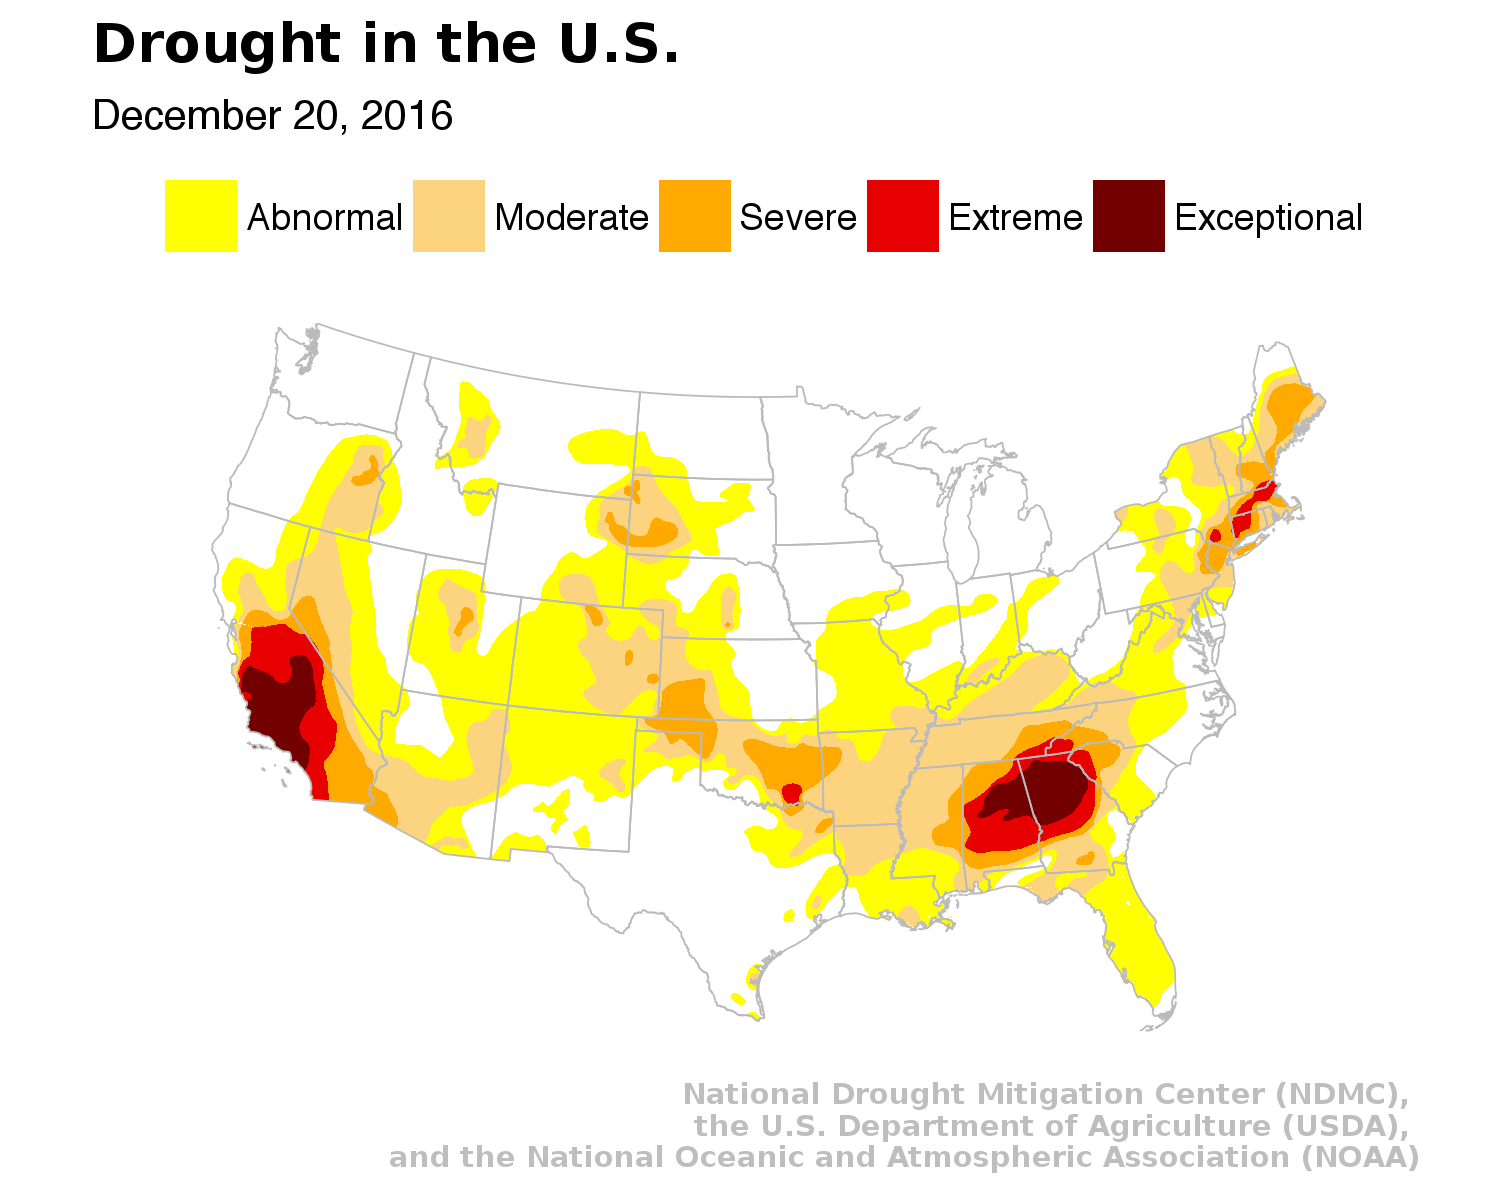 Drought in the U.S.
December 20, 2016
Abnormal Moderate Severe Extreme Exceptional
National Drought Mitigation Center (NDMC),
the U.S. Department of Agriculture (USDA),
and the National Oceanic and Atmospheric Association (NOAA)